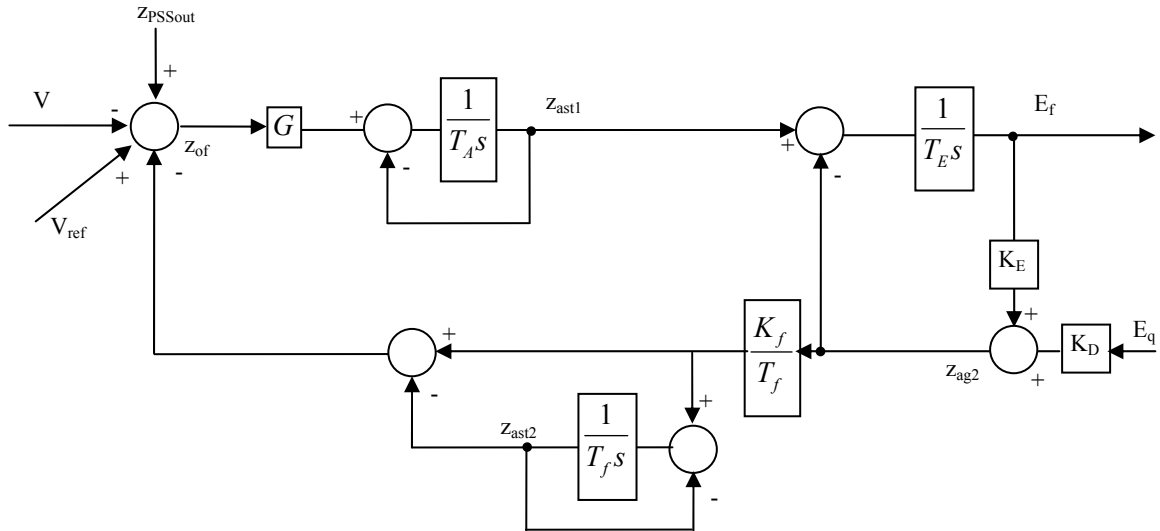 z_PSSout
+
V
-
z_of
+
-
V_ref
G
+
-
1
T_A s
z_ast1
+
-
1
T_E s
E_f
K_E
+
K_D
E_q
+
z_ag2
K_f
T_f
+
-
+
z_ast2
1
T_f s
-